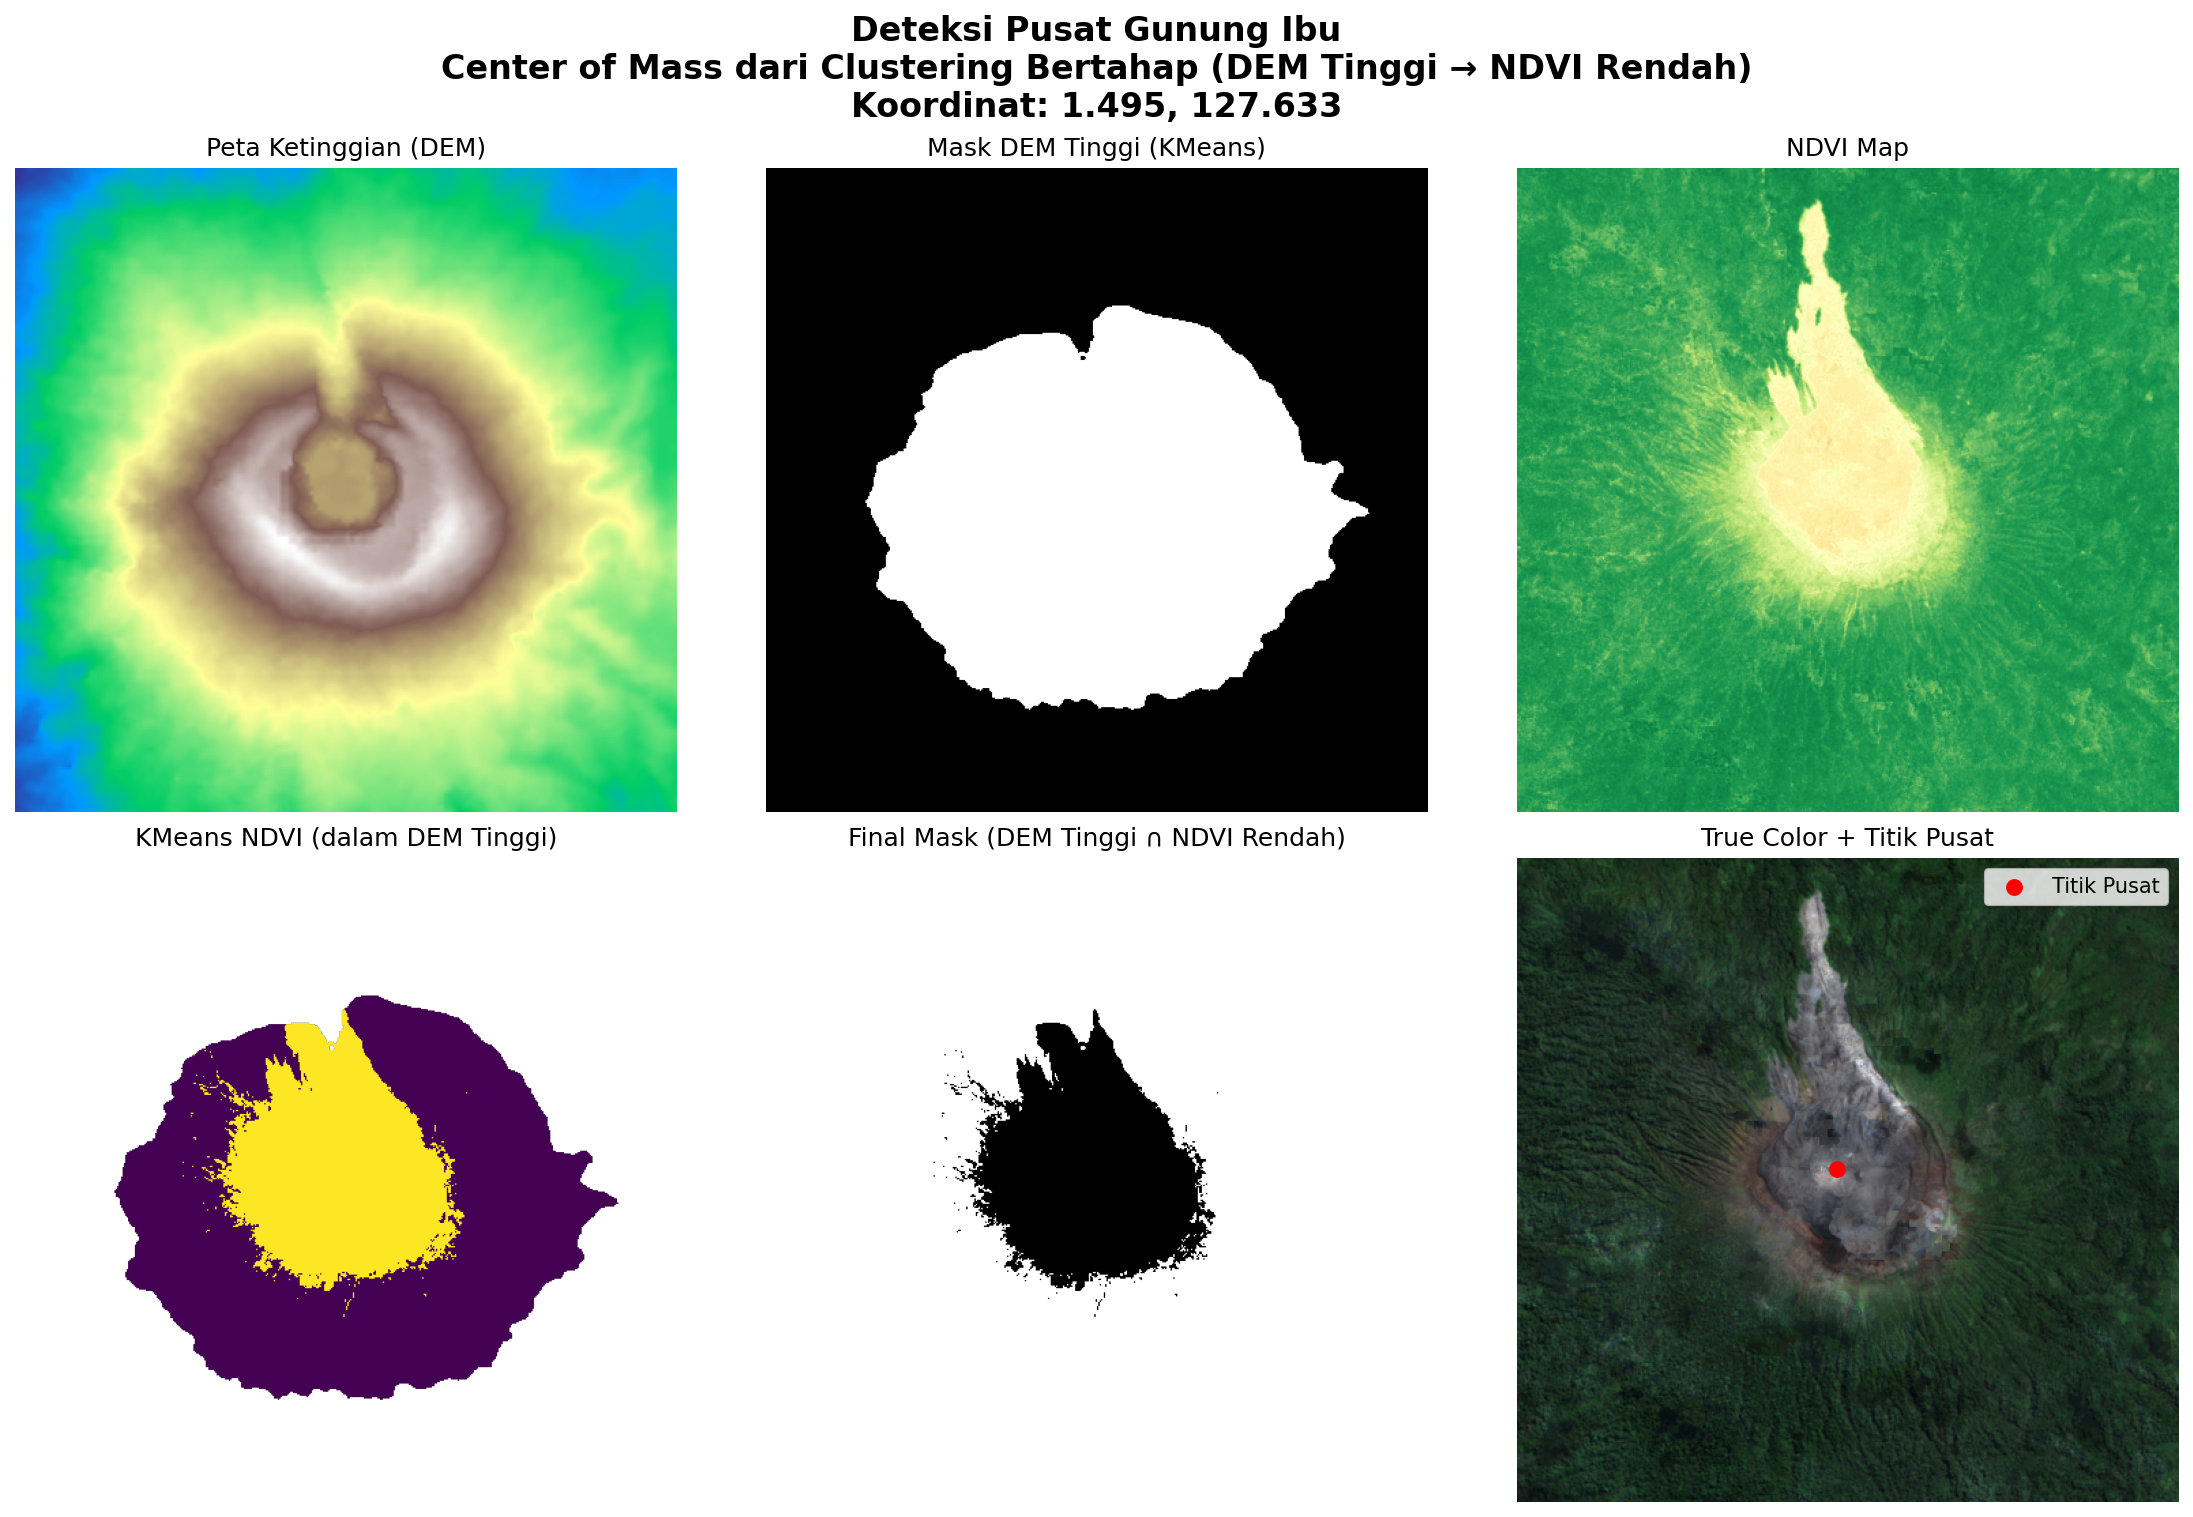 Deteksi Pusat Gunung Ibu
Center of Mass dari Clustering Bertahap (DEM Tinggi → NDVI Rendah)
Koordinat: 1.495, 127.633
Peta Ketinggian (DEM)
Mask DEM Tinggi (KMeans)
NDVI Map
KMeans NDVI (dalam DEM Tinggi)
Final Mask (DEM Tinggi ∩ NDVI Rendah)
True Color + Titik Pusat
Titik Pusat